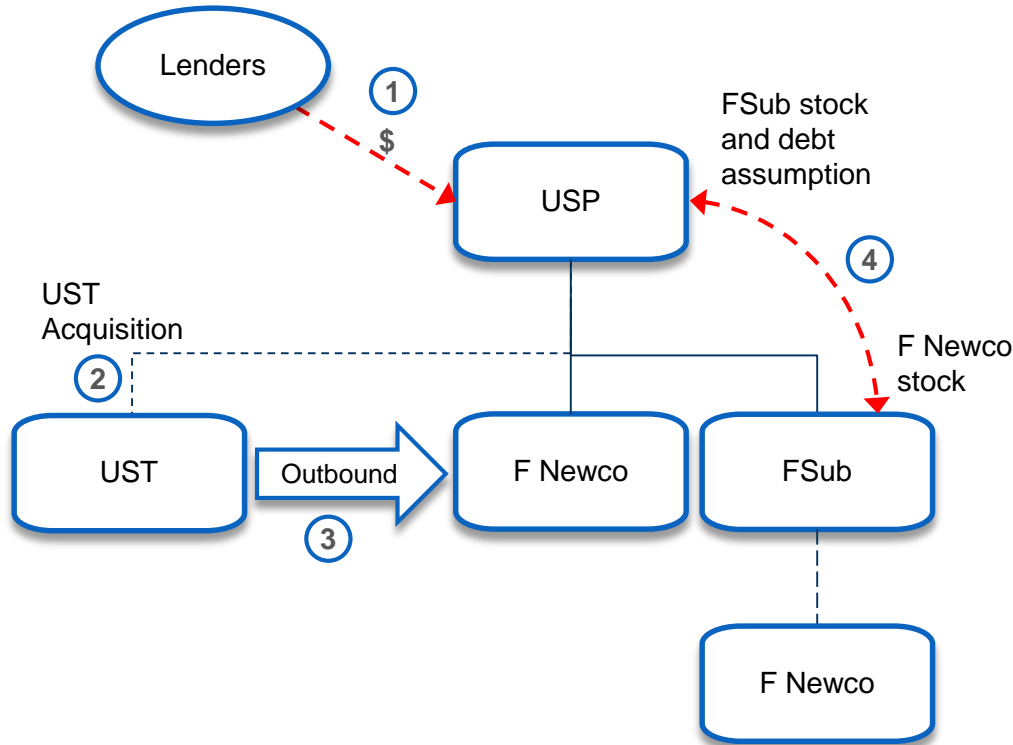 Lenders
1
$
FSub stock
and debt
assumption
USP
4
UST
Acquisition
2
F Newco
stock
UST
Outbound
F Newco
FSub
3
F Newco